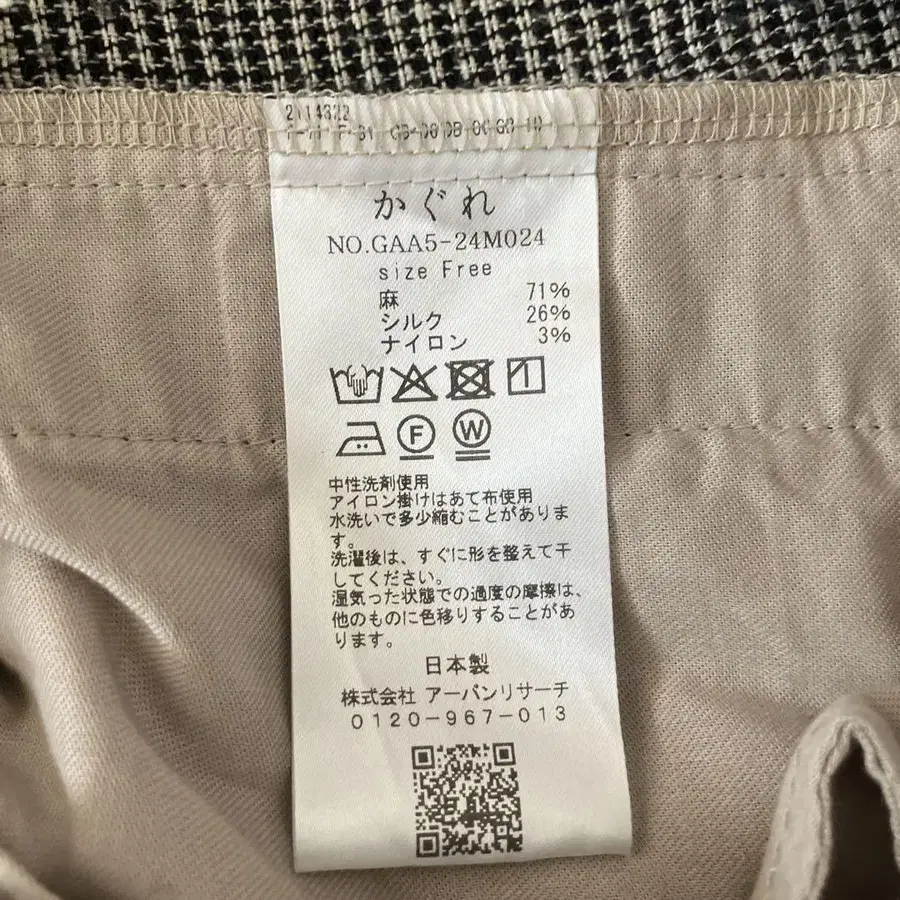 2114322
かぐれ
NO.GAA5-24M024
size Free
麻 71%
シルク 26%
ナイロン 3%
F W
中性洗剤使用
アイロン掛けはあて布使用
水洗いで多少縮むことがありま
す。
洗濯後は、すぐに形を整えて干
してください。
湿気った状態での過度の摩擦は、
他のものに色移りすることがあ
ります。
日本製
株式会社 アーバンリサーチ
0120-967-013